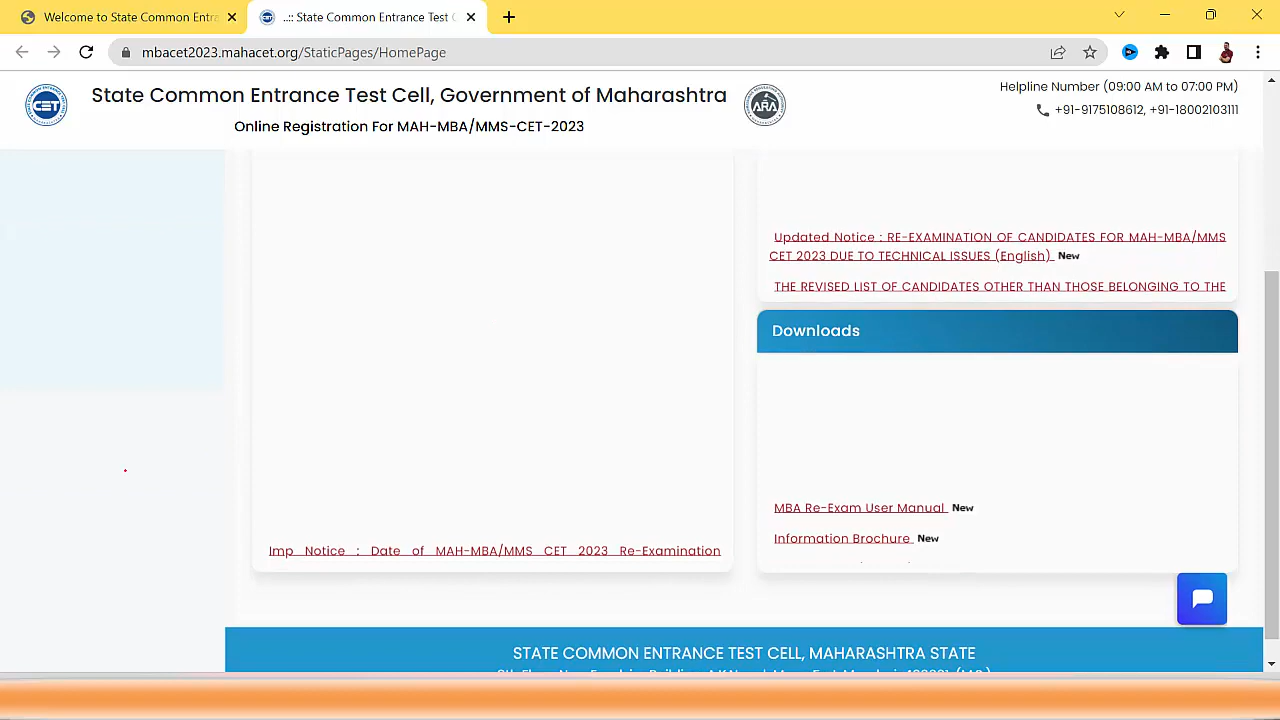 Welcome to State Common Entra
..:: State Common Entrance Test C
mbacet2023.mahacet.org/StaticPages/HomePage
CET
State Common Entrance Test Cell, Government of Maharashtra
Online Registration For MAH-MBA/MMS-CET-2023
ARA
Helpline Number (09:00 AM to 07:00 PM)
+91-9175108612, +91-18002103111
Updated Notice : RE-EXAMINATION OF CANDIDATES FOR MAH-MBA/MMS
CET 2023 DUE TO TECHNICAL ISSUES (English) New
THE REVISED LIST OF CANDIDATES OTHER THAN THOSE BELONGING TO THE
Downloads
MBA Re-Exam User Manual New
Information Brochure New
Imp Notice : Date of MAH-MBA/MMS CET 2023 Re-Examination
STATE COMMON ENTRANCE TEST CELL, MAHARASHTRA STATE